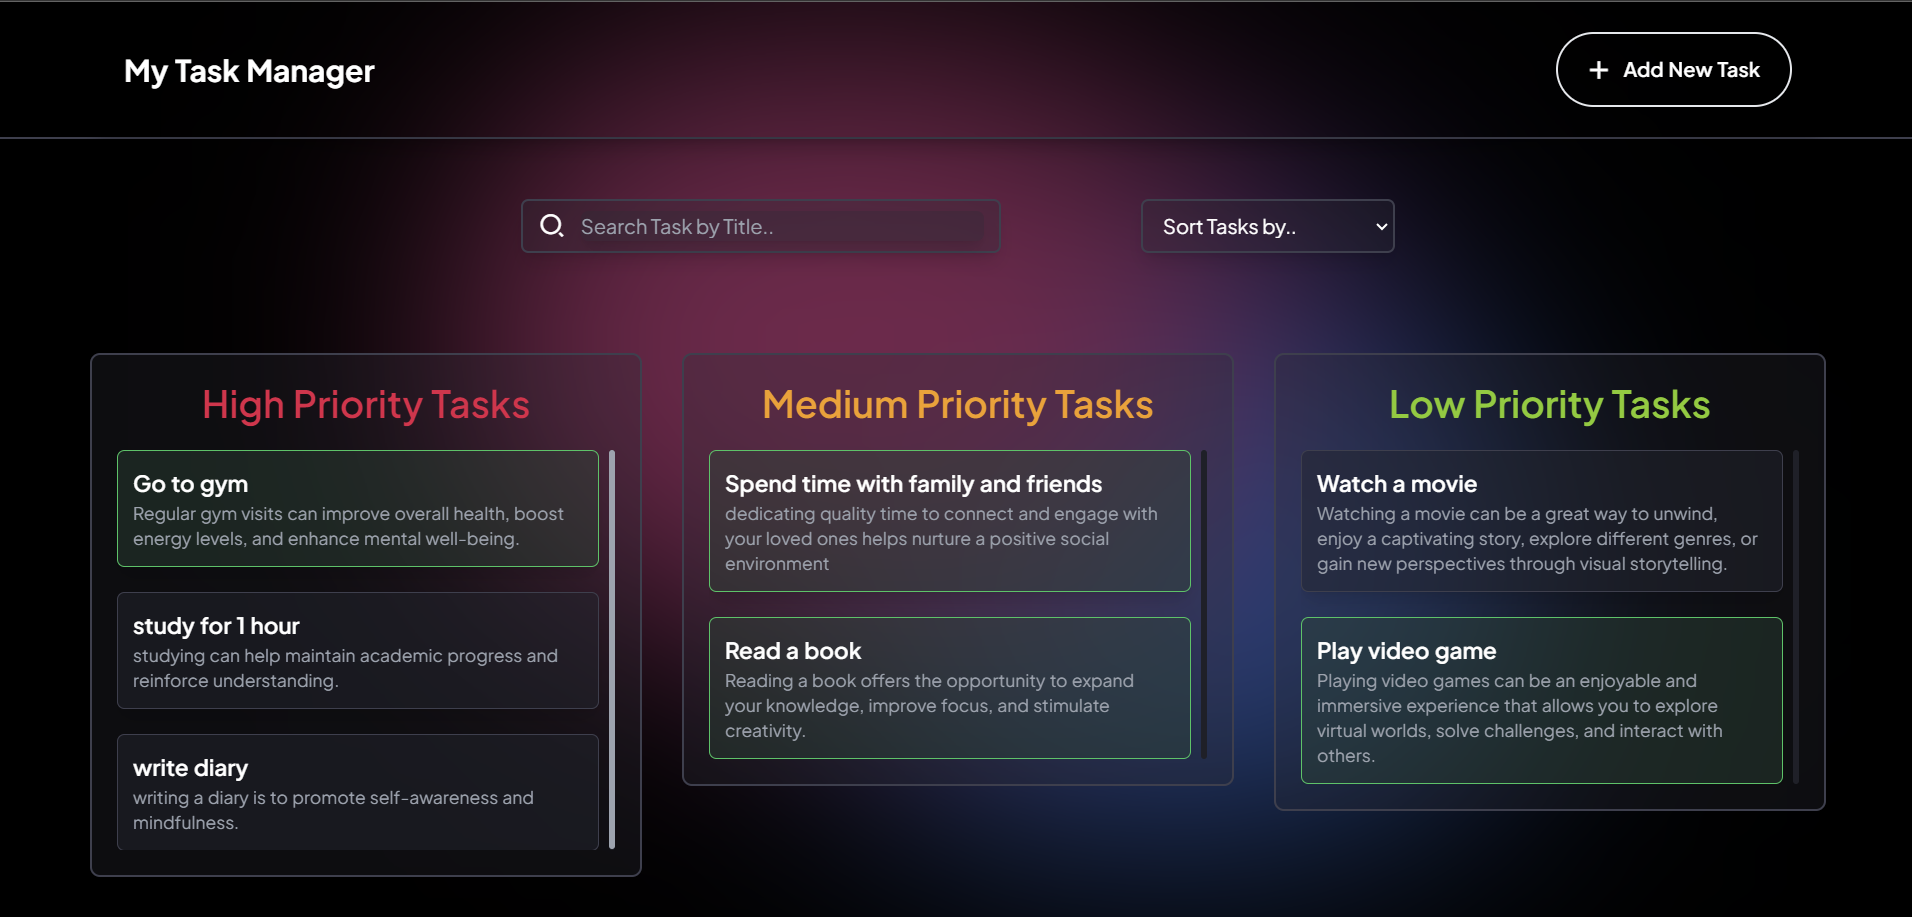 My Task Manager
Add New Task
Search Task by Title..
Sort Tasks by..
High Priority Tasks
Go to gym
Regular gym visits can improve overall health, boost
energy levels, and enhance mental well-being.
study for 1 hour
studying can help maintain academic progress and
reinforce understanding.
write diary
writing a diary is to promote self-awareness and
mindfulness.
Medium Priority Tasks
Spend time with family and friends
dedicating quality time to connect and engage with
your loved ones helps nurture a positive social
environment
Read a book
Reading a book offers the opportunity to expand
your knowledge, improve focus, and stimulate
creativity.
Low Priority Tasks
Watch a movie
Watching a movie can be a great way to unwind,
enjoy a captivating story, explore different genres, or
gain new perspectives through visual storytelling.
Play video game
Playing video games can be an enjoyable and
immersive experience that allows you to explore
virtual worlds, solve challenges, and interact with
others.